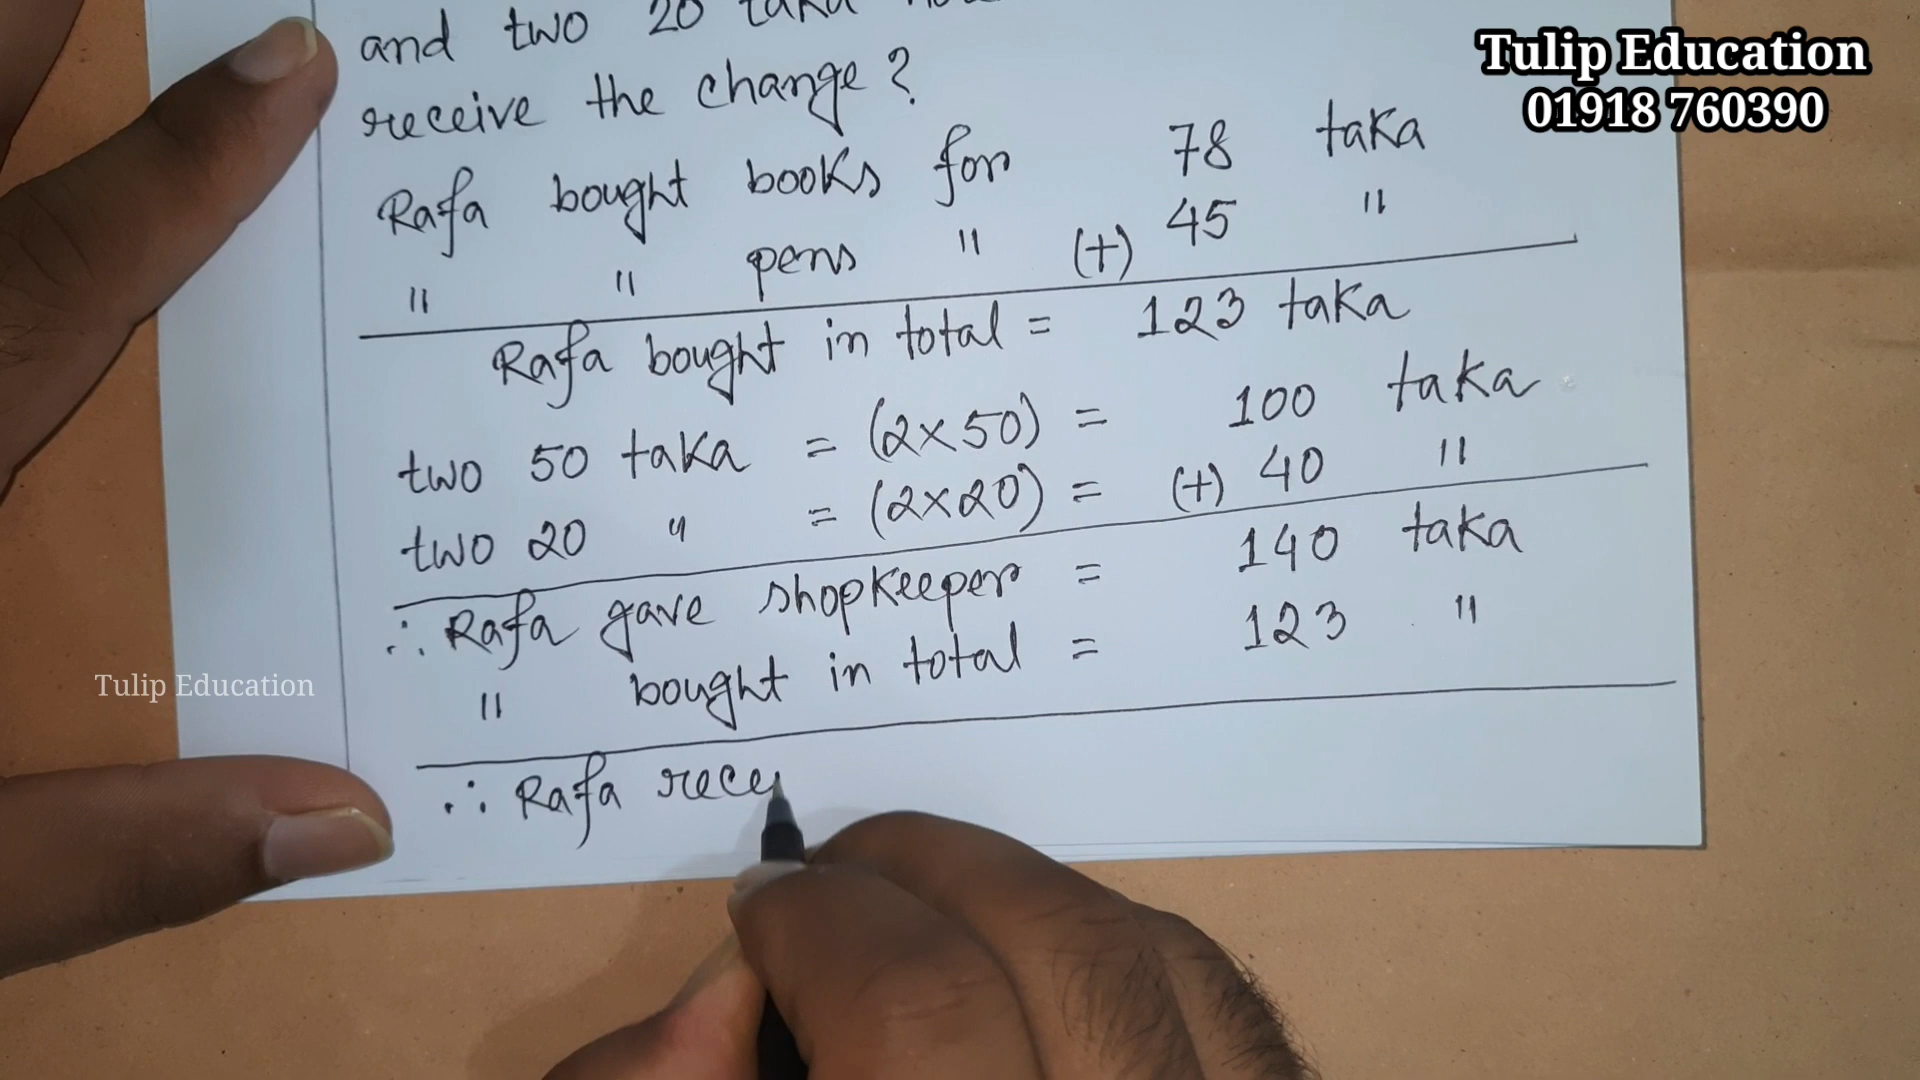 Tulip Education
01918 760390
and two 20 taka
receive the change?
Rafa bought books for 78 taka
" " pens " (+) 45 "
Rafa bought in total = 123 taka
two 50 taka = (2×50) = 100 taka
two 20 " = (2×20) = (+) 40 "
∴ Rafa gave shopkeeper = 140 taka
" bought in total = 123 "
Tulip Education
∴ Rafa rece